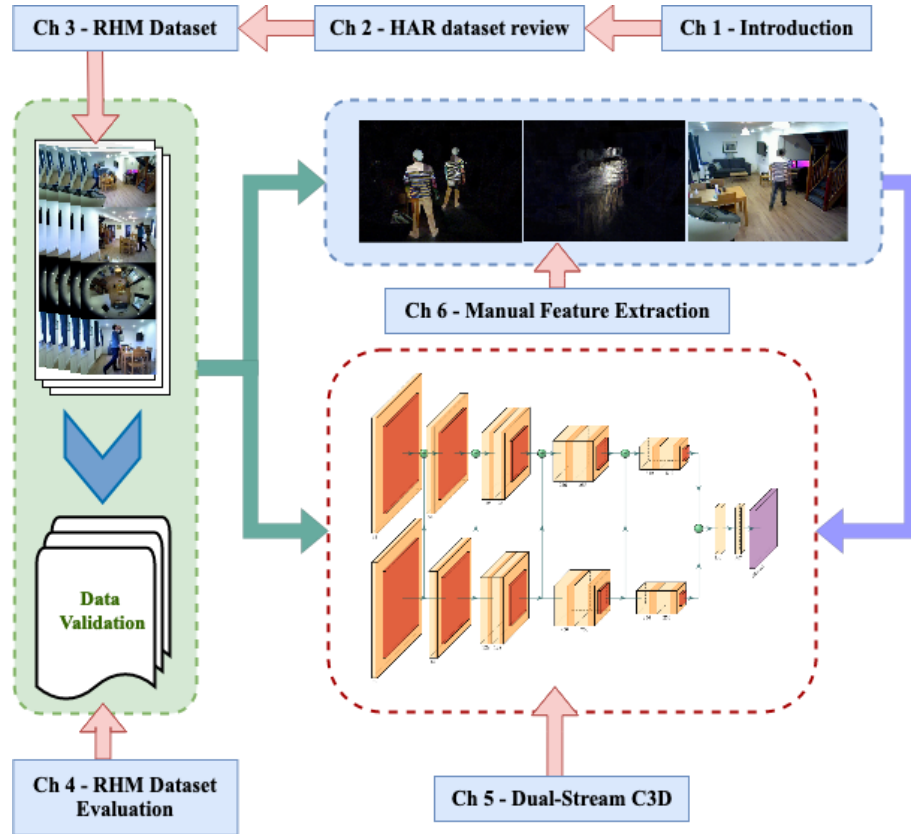 Ch 3 - RHM Dataset
Ch 2 - HAR dataset review
Ch 1 - Introduction
Ch 6 - Manual Feature Extraction
Data
Validation
Ch 4 - RHM Dataset
Evaluation
Ch 5 - Dual-Stream C3D